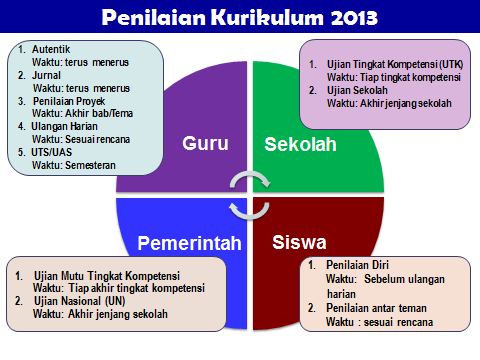 Penilaian Kurikulum 2013
1. Autentik
Waktu: terus menerus
2. Jurnal
Waktu: terus menerus
3. Penilaian Proyek
Waktu: Akhir bab/Tema
4. Ulangan Harian
Waktu: Sesuai rencana
5. UTS/UAS
Waktu: Semesteran
1. Ujian Tingkat Kompetensi (UTK)
Waktu: Tiap tingkat kompetensi
2. Ujian Sekolah
Waktu: Akhir jenjang sekolah
Guru
Sekolah
Pemerintah
Siswa
1. Ujian Mutu Tingkat Kompetensi
Waktu: Tiap akhir tingkat kompetensi
2. Ujian Nasional (UN)
Waktu: Akhir jenjang sekolah
1. Penilaian Diri
Waktu: Sebelum ulangan
harian
2. Penilaian antar teman
Waktu : sesuai rencana